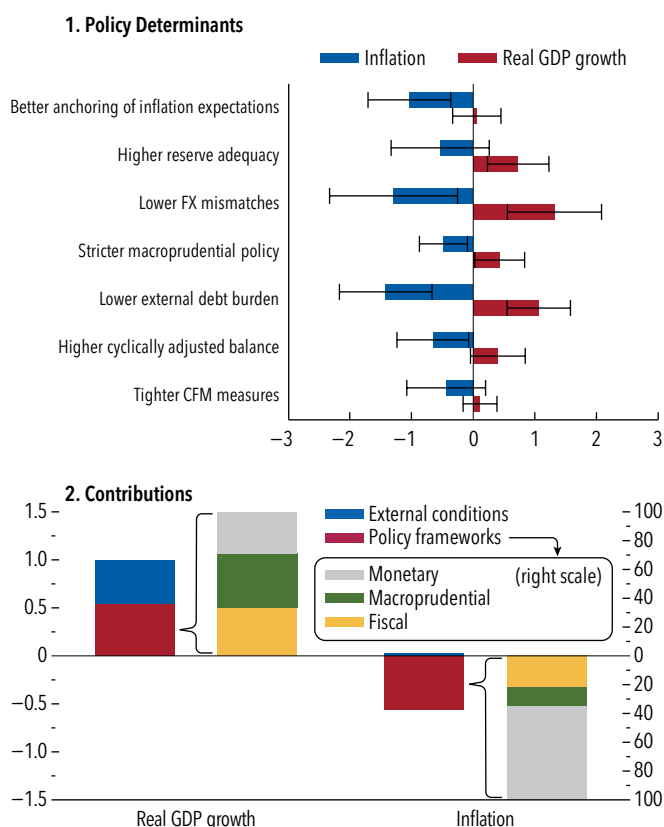 1. Policy Determinants
Inflation
Real GDP growth
Better anchoring of inflation expectations
Higher reserve adequacy
Lower FX mismatches
Stricter macroprudential policy
Lower external debt burden
Higher cyclically adjusted balance
Tighter CFM measures
−3 −2 −1 0 1 2 3
2. Contributions
1.5
1.0
0.5
0
−0.5
−1.0
−1.5
External conditions
Policy frameworks
(right scale)
Monetary
Macroprudential
Fiscal
100
80
60
40
20
0
20
40
60
80
100
Real GDP growth
Inflation